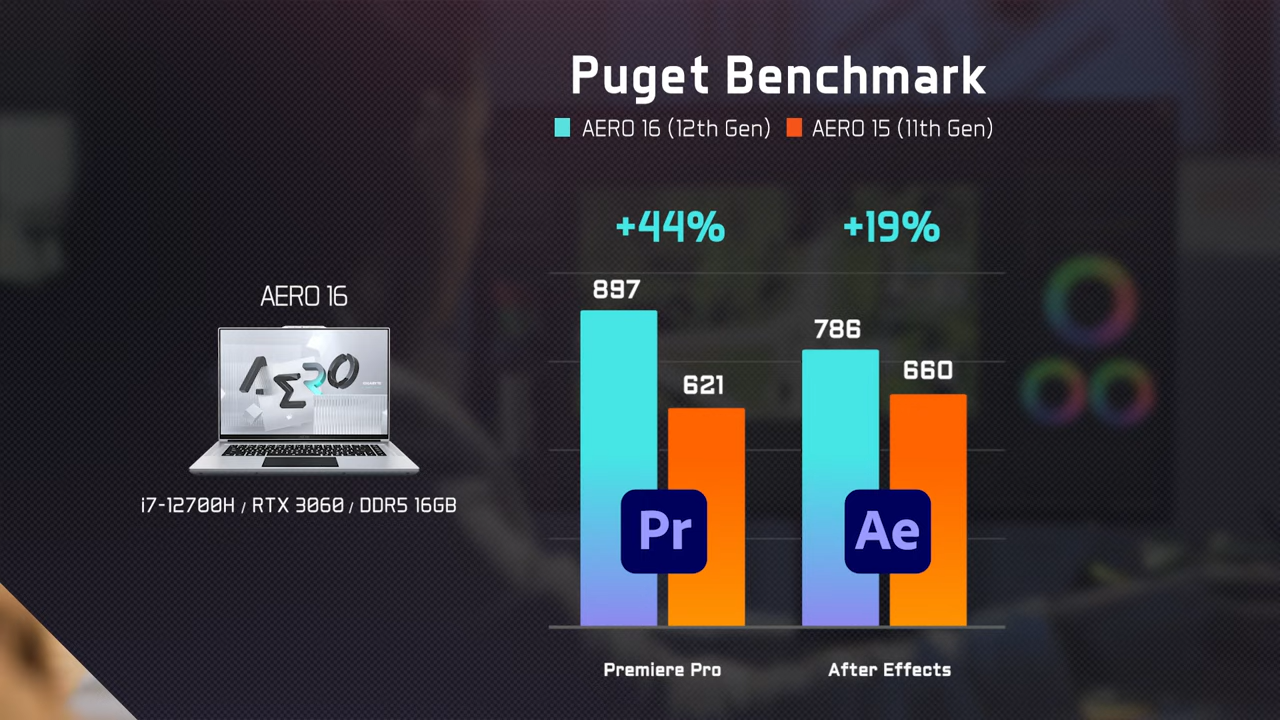 Puget Benchmark
AERO 16 (12th Gen) AERO 15 (11th Gen)
+44% +19%
897
786
621
660
AERO 16
AERO
i7-12700H / RTX 3060 / DDR5 16GB
Pr Ae
Premiere Pro After Effects